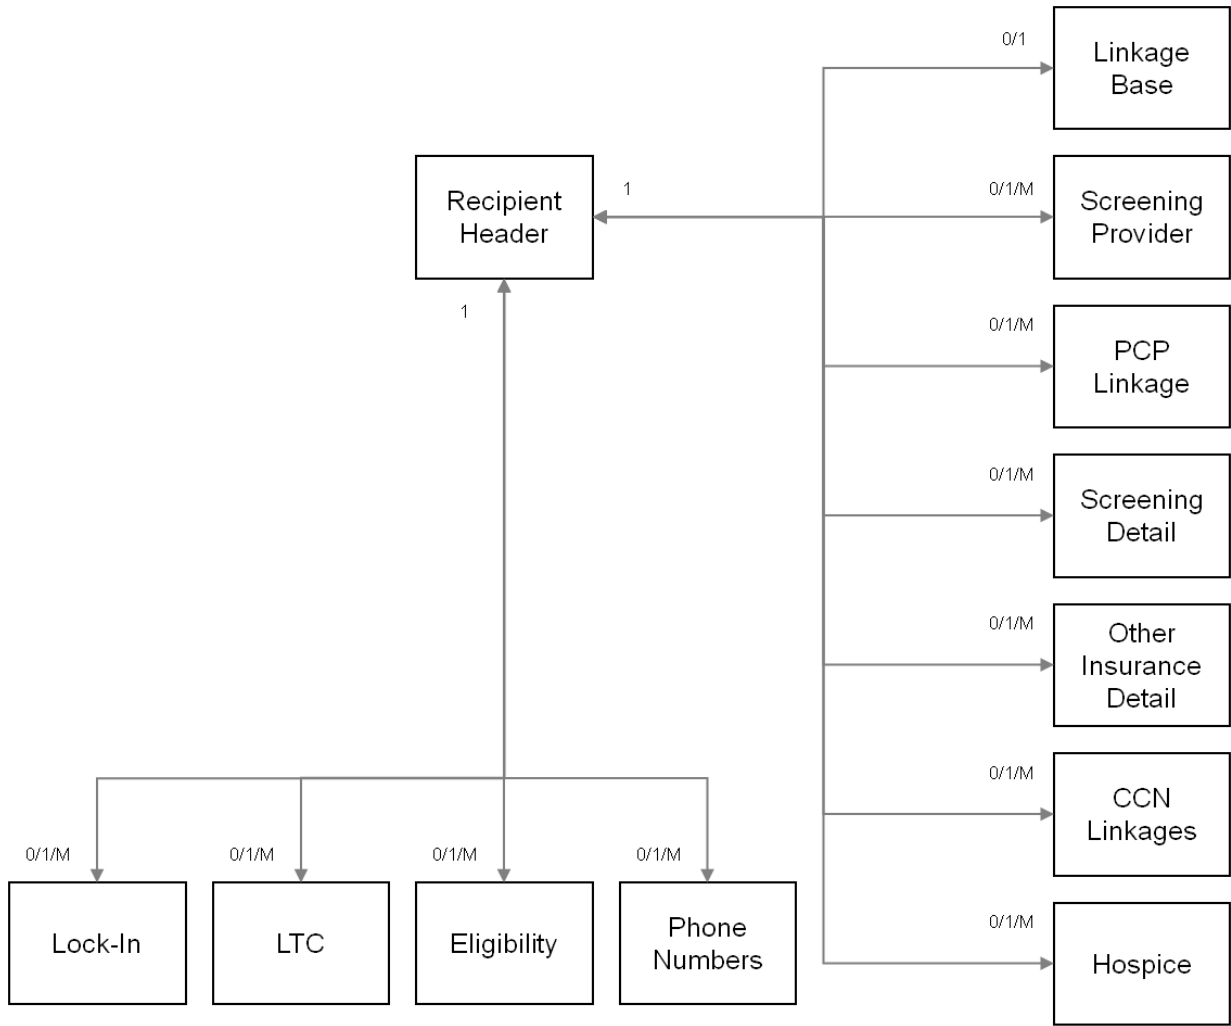 0/1
Linkage
Base
Recipient
Header
1
0/1/M
Screening
Provider
1
0/1/M
PCP
Linkage
0/1/M
Screening
Detail
0/1/M
Other
Insurance
Detail
0/1/M
CCN
Linkages
0/1/M
Hospice
0/1/M
Lock-In
0/1/M
LTC
0/1/M
Eligibility
0/1/M
Phone
Numbers